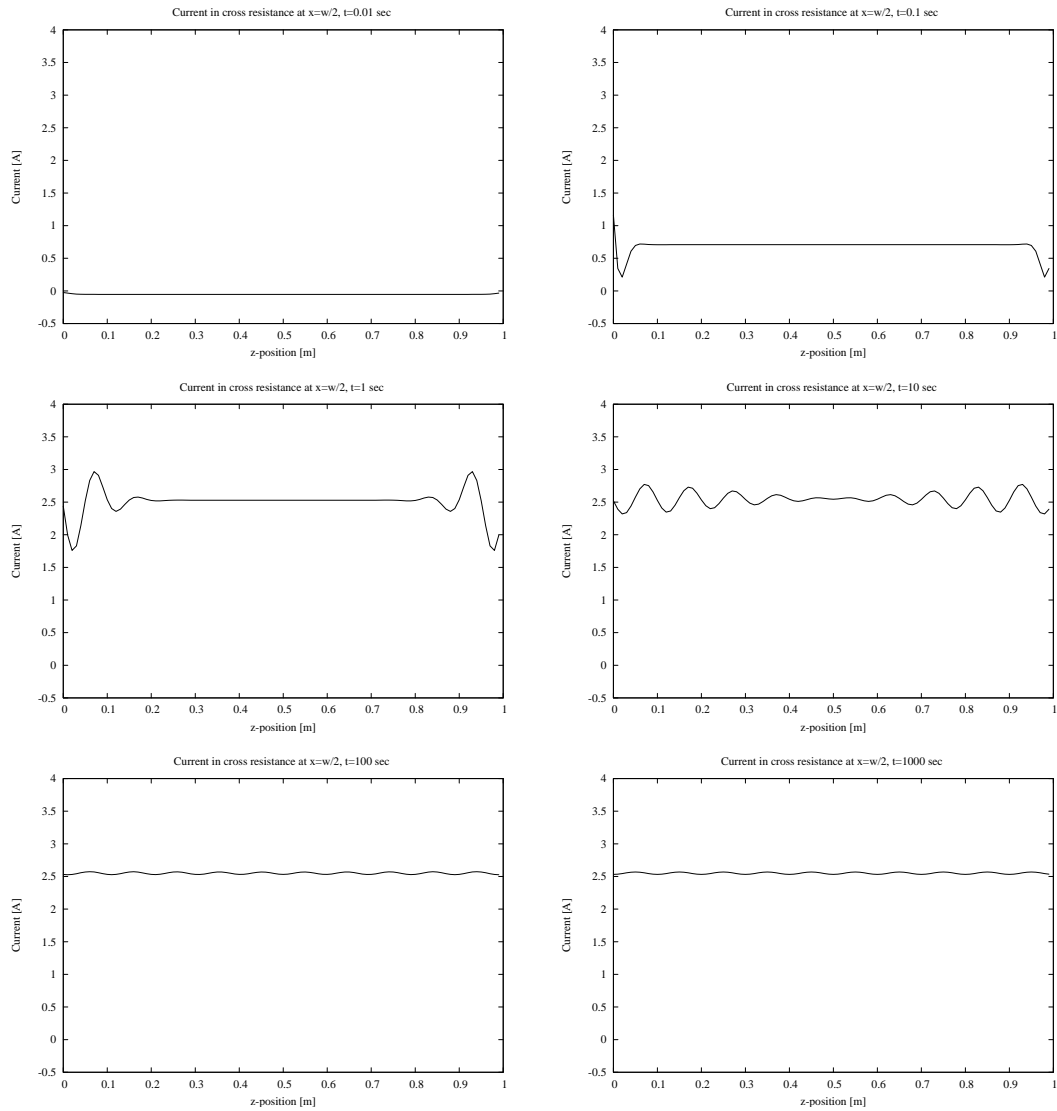 Current in cross resistance at x=w/2, t=0.01 sec
4
3.5
3
2.5
2
1.5
1
0.5
0
-0.5
Current [A]
0 0.1 0.2 0.3 0.4 0.5 0.6 0.7 0.8 0.9 1
z-position [m]
Current in cross resistance at x=w/2, t=0.1 sec
4
3.5
3
2.5
2
1.5
1
0.5
0
-0.5
Current [A]
0 0.1 0.2 0.3 0.4 0.5 0.6 0.7 0.8 0.9 1
z-position [m]
Current in cross resistance at x=w/2, t=1 sec
4
3.5
3
2.5
2
1.5
1
0.5
0
-0.5
Current [A]
0 0.1 0.2 0.3 0.4 0.5 0.6 0.7 0.8 0.9 1
z-position [m]
Current in cross resistance at x=w/2, t=10 sec
4
3.5
3
2.5
2
1.5
1
0.5
0
-0.5
Current [A]
0 0.1 0.2 0.3 0.4 0.5 0.6 0.7 0.8 0.9 1
z-position [m]
Current in cross resistance at x=w/2, t=100 sec
4
3.5
3
2.5
2
1.5
1
0.5
0
-0.5
Current [A]
0 0.1 0.2 0.3 0.4 0.5 0.6 0.7 0.8 0.9 1
z-position [m]
Current in cross resistance at x=w/2, t=1000 sec
4
3.5
3
2.5
2
1.5
1
0.5
0
-0.5
Current [A]
0 0.1 0.2 0.3 0.4 0.5 0.6 0.7 0.8 0.9 1
z-position [m]